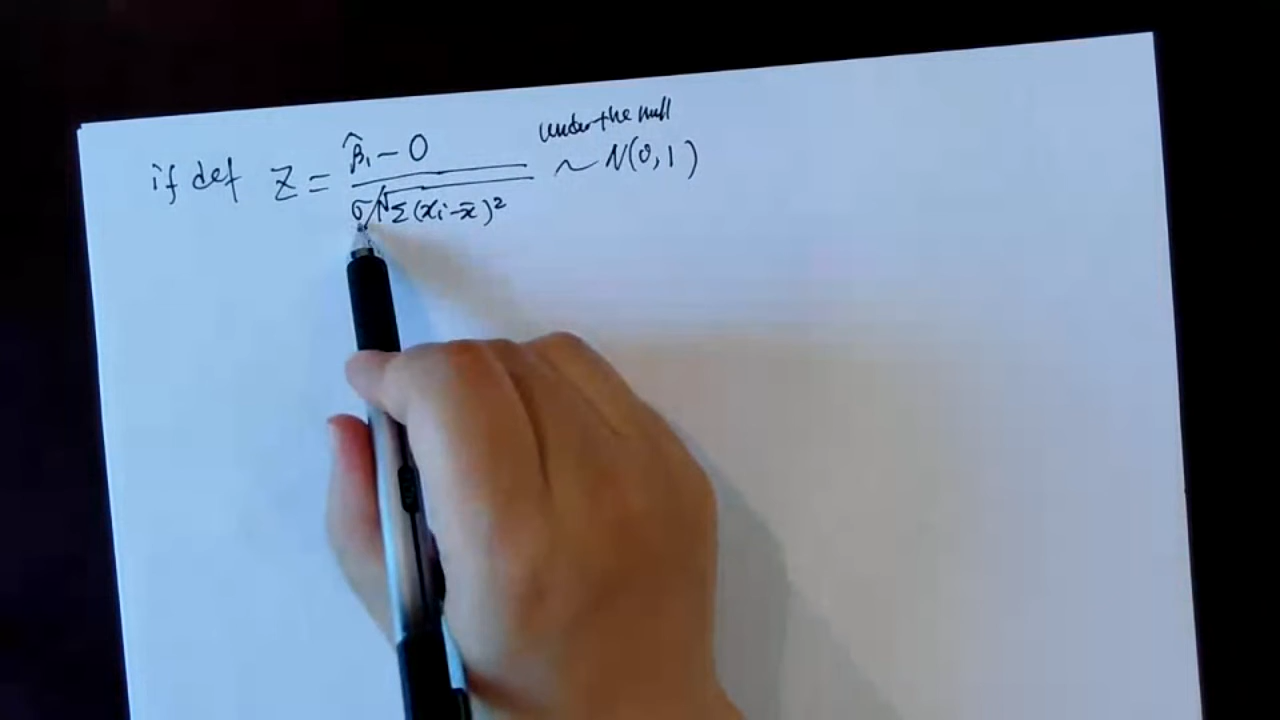 under the null
if def Z = β̂₁ - 0 / σ/√Σ(xᵢ-x̄)² ~ N(0,1)